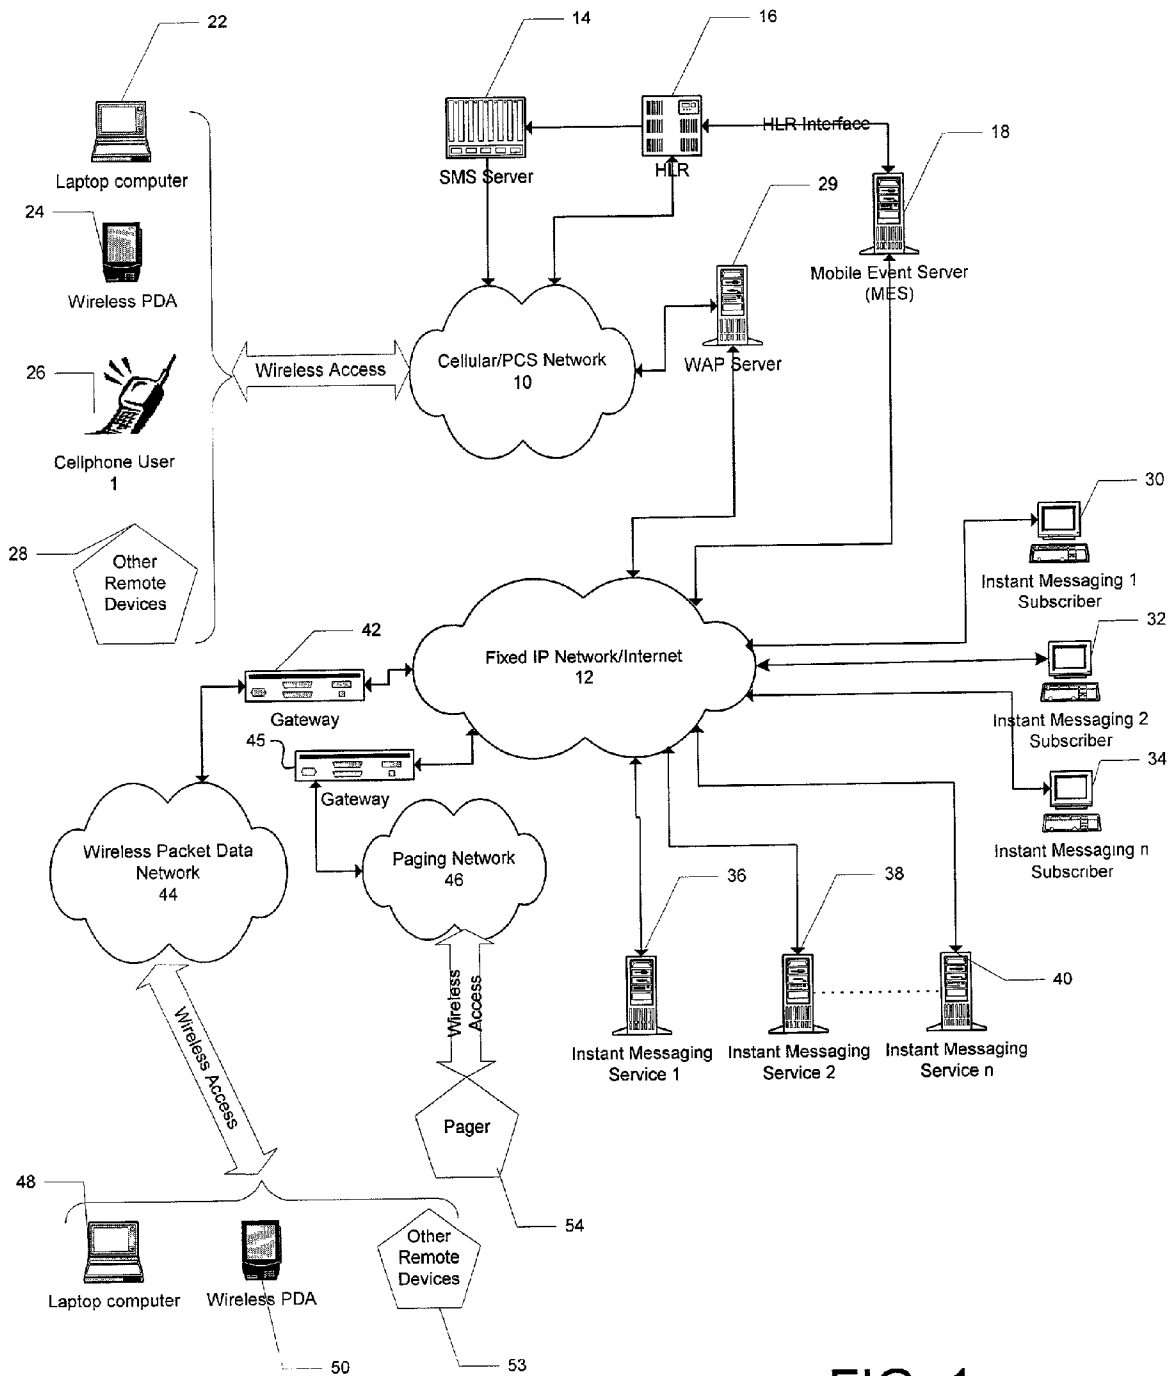 22
14
16
HLR Interface
18
Laptop computer
SMS Server
HLR
29
24
Wireless PDA
Mobile Event Server
(MES)
Cellular/PCS Network
10
WAP Server
Wireless Access
26
Cellphone User
1
30
28
Other
Remote
Devices
Instant Messaging 1
Subscriber
32
42
Fixed IP Network/Internet
12
Gateway
Instant Messaging 2
Subscriber
45
34
Gateway
Wireless Packet Data
Network
44
Paging Network
46
Instant Messaging n
Subscriber
36
38
40
Wireless
Access
Wireless Access
Instant Messaging
Service 1
Instant Messaging
Service 2
Instant Messaging
Service n
Pager
48
54
Other
Remote
Devices
Laptop computer
Wireless PDA
50
53
FIG. 1